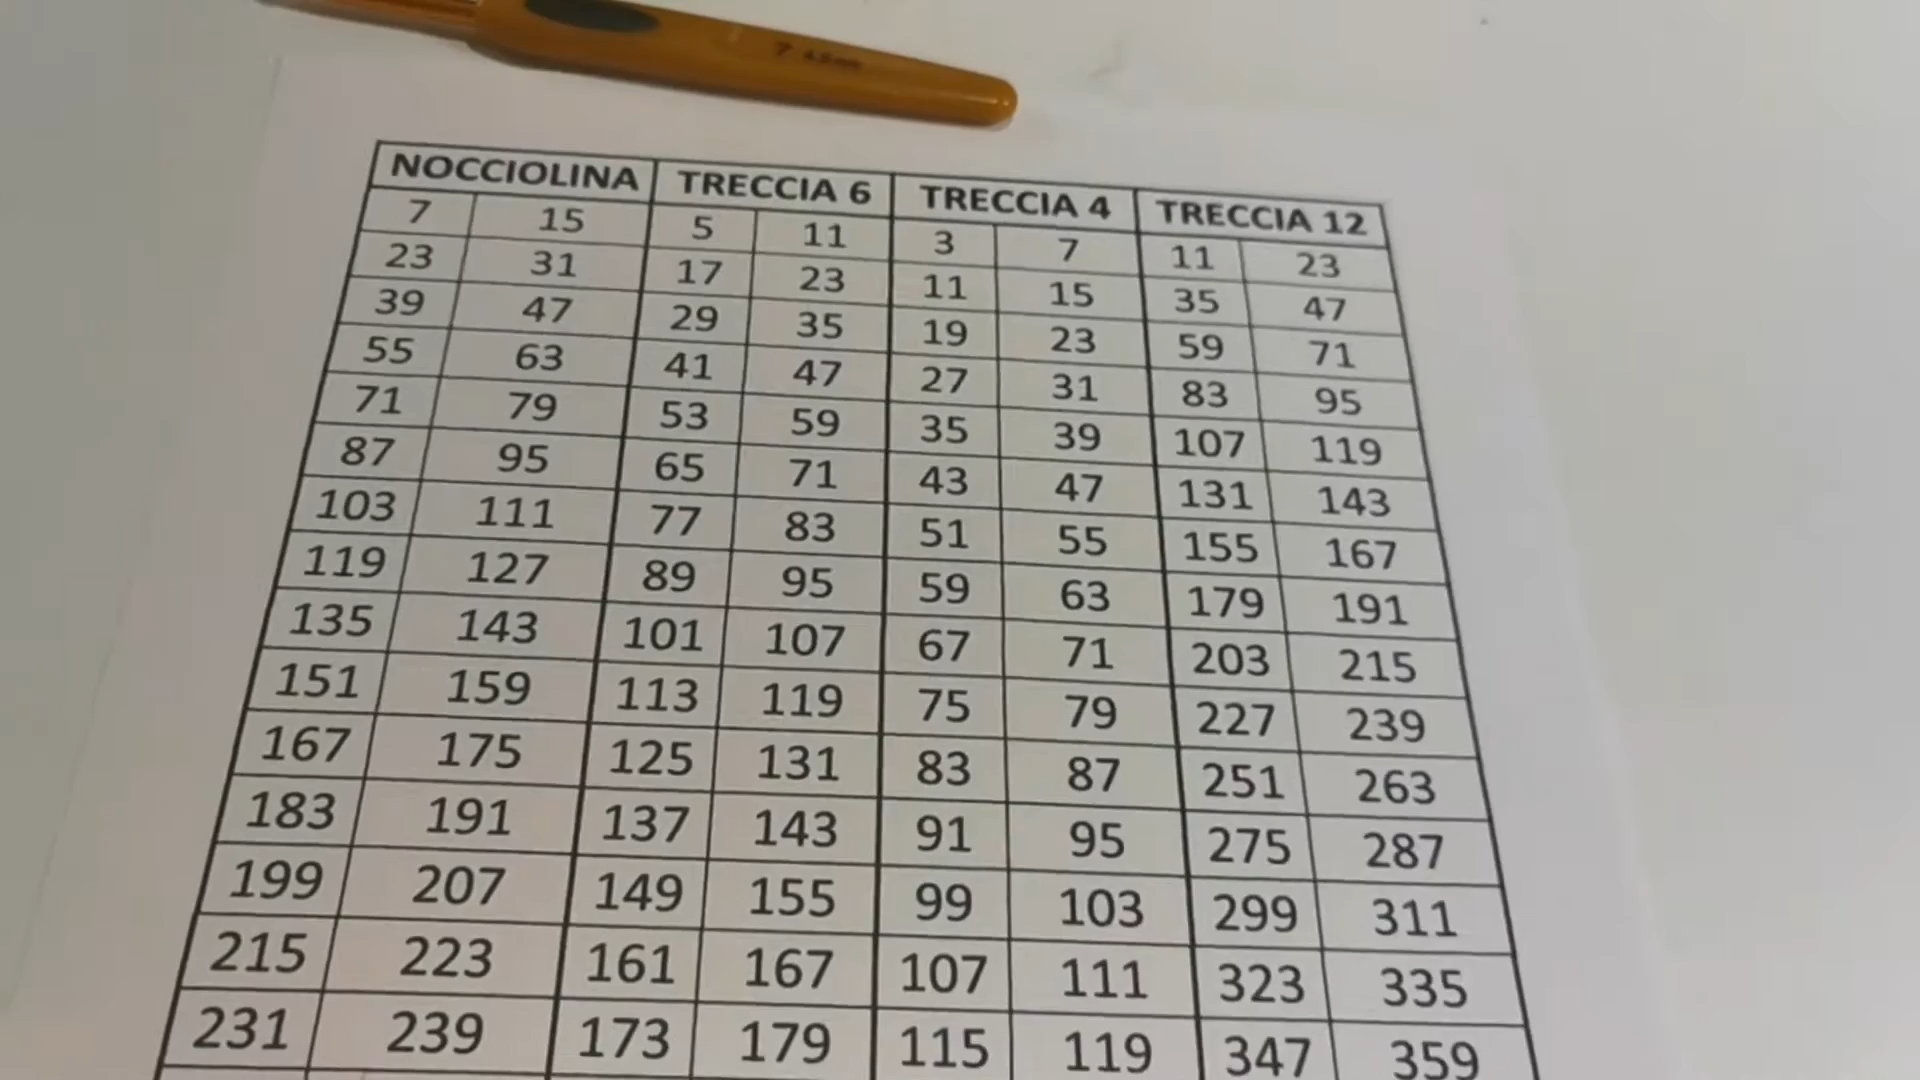 7 4.5mm
NOCCIOLINA TRECCIA 6 TRECCIA 4 TRECCIA 12
7 15 5 11 3 7 11 23
23 31 17 23 11 15 35 47
39 47 29 35 19 23 59 71
55 63 41 47 27 31 83 95
71 79 53 59 35 39 107 119
87 95 65 71 43 47 131 143
103 111 77 83 51 55 155 167
119 127 89 95 59 63 179 191
135 143 101 107 67 71 203 215
151 159 113 119 75 79 227 239
167 175 125 131 83 87 251 263
183 191 137 143 91 95 275 287
199 207 149 155 99 103 299 311
215 223 161 167 107 111 323 335
231 239 173 179 115 119 347 359